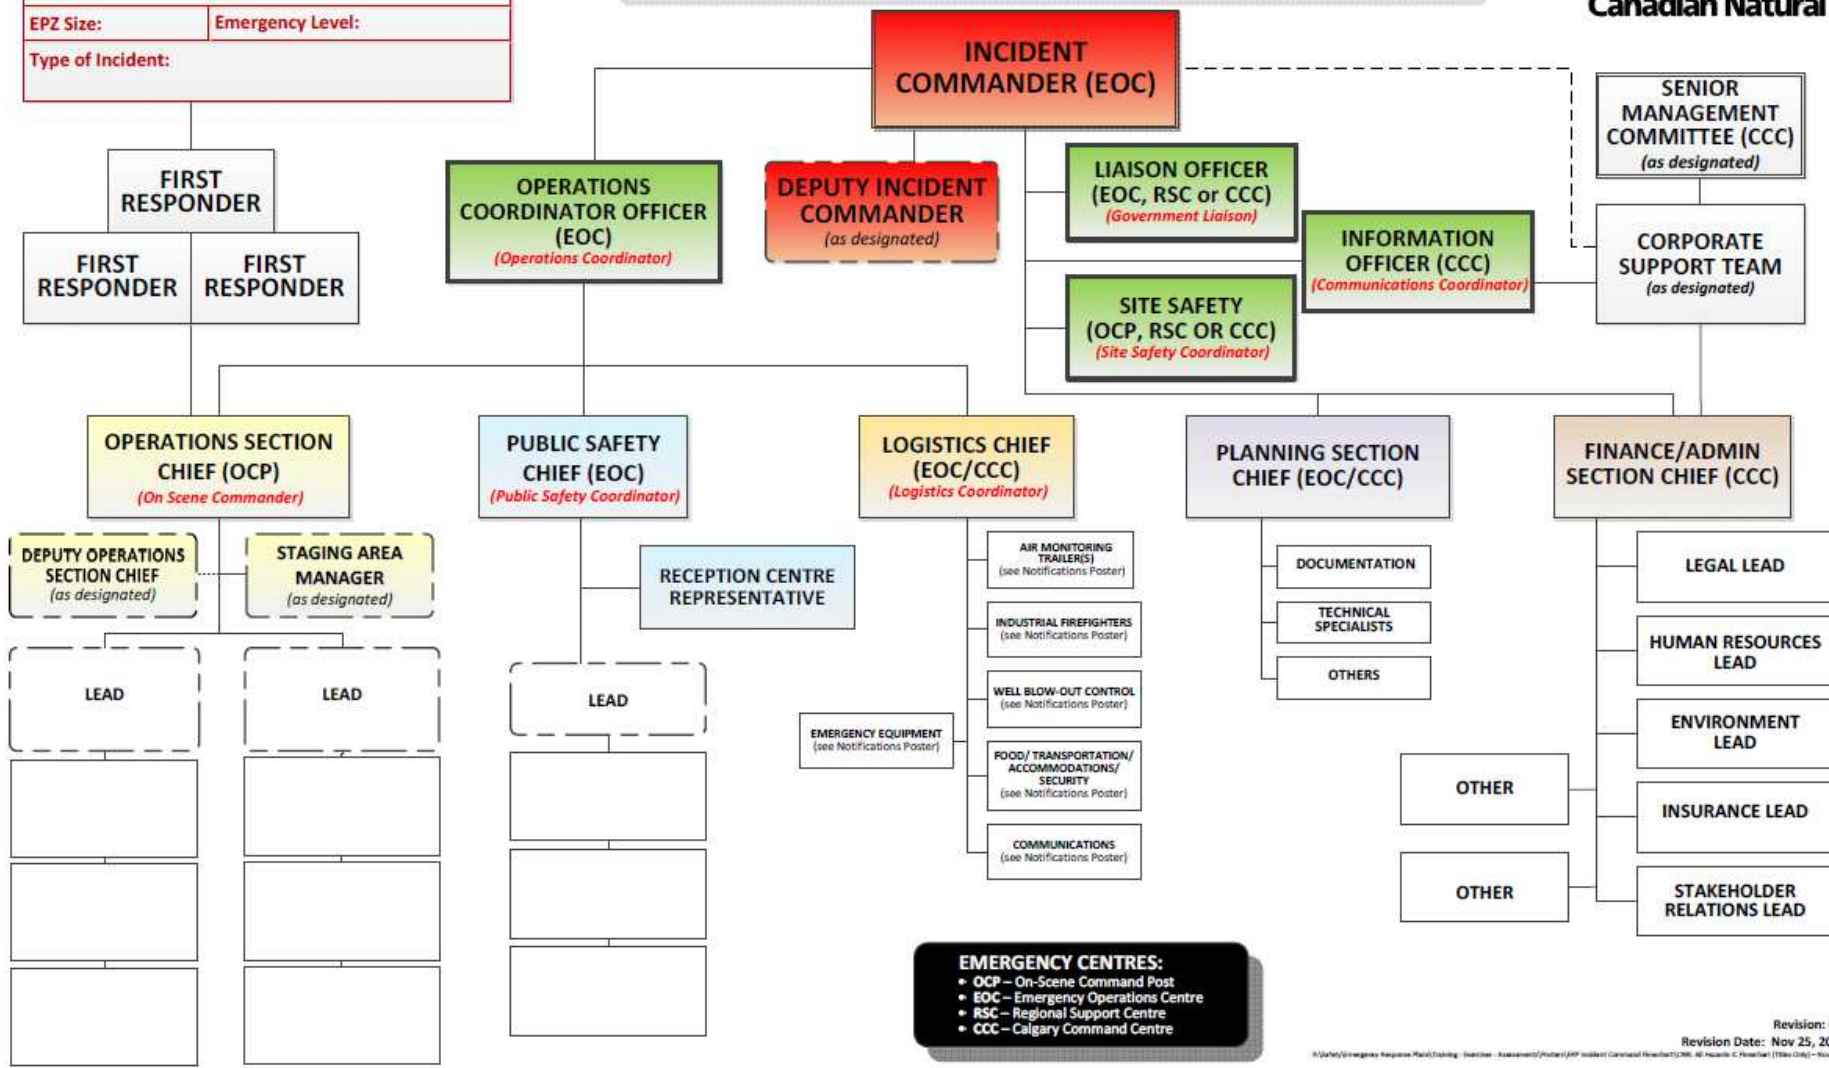 Canadian Natural
EPZ Size:
Emergency Level:
Type of Incident:
INCIDENT
COMMANDER (EOC)
SENIOR
MANAGEMENT
COMMITTEE (CCC)
(as designated)
FIRST
RESPONDER
FIRST
RESPONDER
FIRST
RESPONDER
OPERATIONS
COORDINATOR OFFICER
(EOC)
(Operations Coordinator)
DEPUTY INCIDENT
COMMANDER
(as designated)
LIAISON OFFICER
(EOC, RSC or CCC)
(Government Liaison)
INFORMATION
OFFICER (CCC)
(Communications Coordinator)
CORPORATE
SUPPORT TEAM
(as designated)
SITE SAFETY
(OCP, RSC OR CCC)
(Site Safety Coordinator)
OPERATIONS SECTION
CHIEF (OCP)
(On Scene Commander)
PUBLIC SAFETY
CHIEF (EOC)
(Public Safety Coordinator)
LOGISTICS CHIEF
(EOC/CCC)
(Logistics Coordinator)
PLANNING SECTION
CHIEF (EOC/CCC)
FINANCE/ADMIN
SECTION CHIEF (CCC)
DEPUTY OPERATIONS
SECTION CHIEF
(as designated)
STAGING AREA
MANAGER
(as designated)
LEAD
LEAD
RECEPTION CENTRE
REPRESENTATIVE
LEAD
AIR MONITORING
TRAILER(S)
(see Notifications Poster)
INDUSTRIAL FIREFIGHTERS
(see Notifications Poster)
WELL BLOW-OUT CONTROL
(see Notifications Poster)
EMERGENCY EQUIPMENT
(see Notifications Poster)
FOOD/ TRANSPORTATION/
ACCOMMODATIONS/
SECURITY
(see Notifications Poster)
COMMUNICATIONS
(see Notifications Poster)
DOCUMENTATION
TECHNICAL
SPECIALISTS
OTHERS
LEGAL LEAD
HUMAN RESOURCES
LEAD
ENVIRONMENT
LEAD
OTHER
INSURANCE LEAD
OTHER
STAKEHOLDER
RELATIONS LEAD
EMERGENCY CENTRES:
• OCP – On-Scene Command Post
• EOC – Emergency Operations Centre
• RSC – Regional Support Centre
• CCC – Calgary Command Centre
Revision:
Revision Date: Nov 25, 20